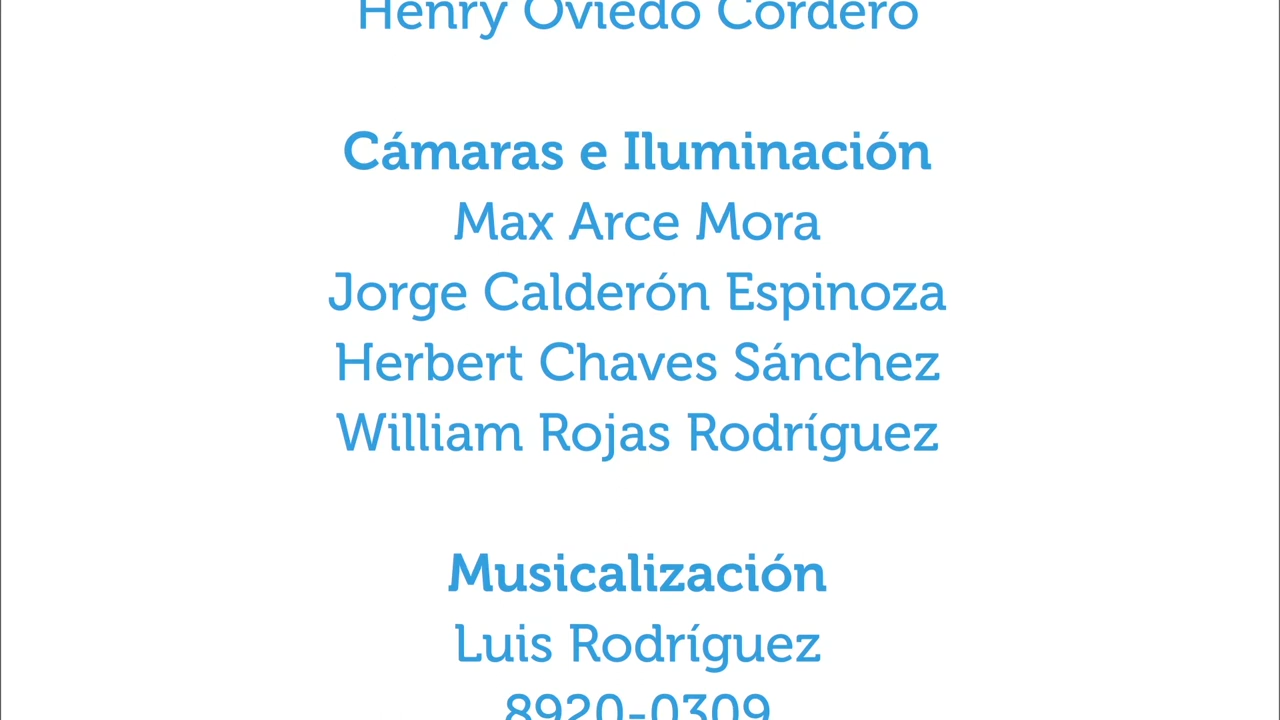 Henry Oviedo Cordero
Cámaras e Iluminación
Max Arce Mora
Jorge Calderón Espinoza
Herbert Chaves Sánchez
William Rojas Rodríguez
Musicalización
Luis Rodríguez
8920-0309